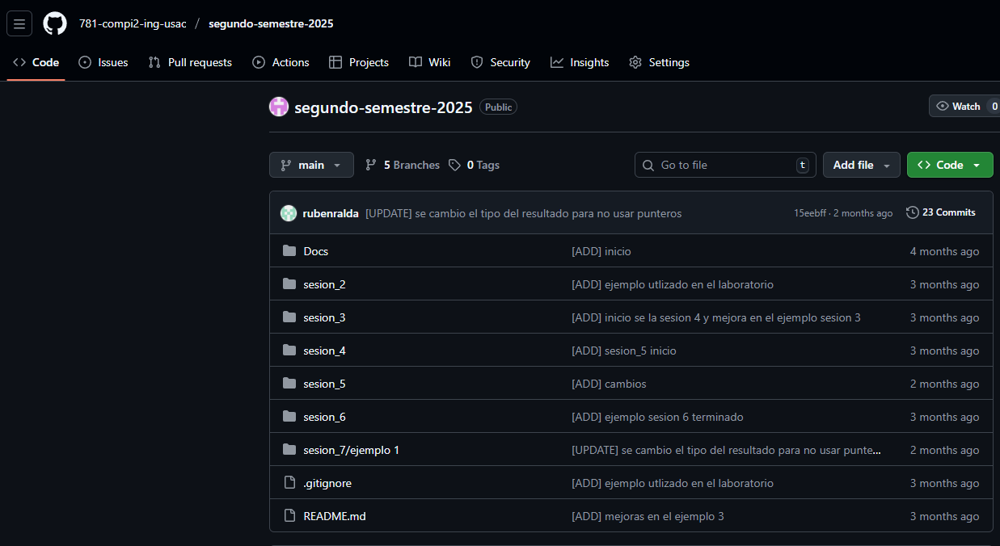 781-compi2-ing-usac / segundo-semestre-2025
Code Issues Pull requests Actions Projects Wiki Security Insights Settings
segundo-semestre-2025 Public Watch 0
main 5 Branches 0 Tags Go to file t Add file Code
rubenralda [UPDATE] se cambio el tipo del resultado para no usar punteros 15eebff · 2 months ago 23 Commits
Docs [ADD] inicio 4 months ago
sesion_2 [ADD] ejemplo utlizado en el laboratorio 3 months ago
sesion_3 [ADD] inicio se la sesion 4 y mejora en el ejemplo sesion 3 3 months ago
sesion_4 [ADD] sesion_5 inicio 3 months ago
sesion_5 [ADD] cambios 2 months ago
sesion_6 [ADD] ejemplo sesion 6 terminado 3 months ago
sesion_7/ejemplo 1 [UPDATE] se cambio el tipo del resultado para no usar punte... 2 months ago
.gitignore [ADD] ejemplo utlizado en el laboratorio 3 months ago
README.md [ADD] mejoras en el ejemplo 3 3 months ago